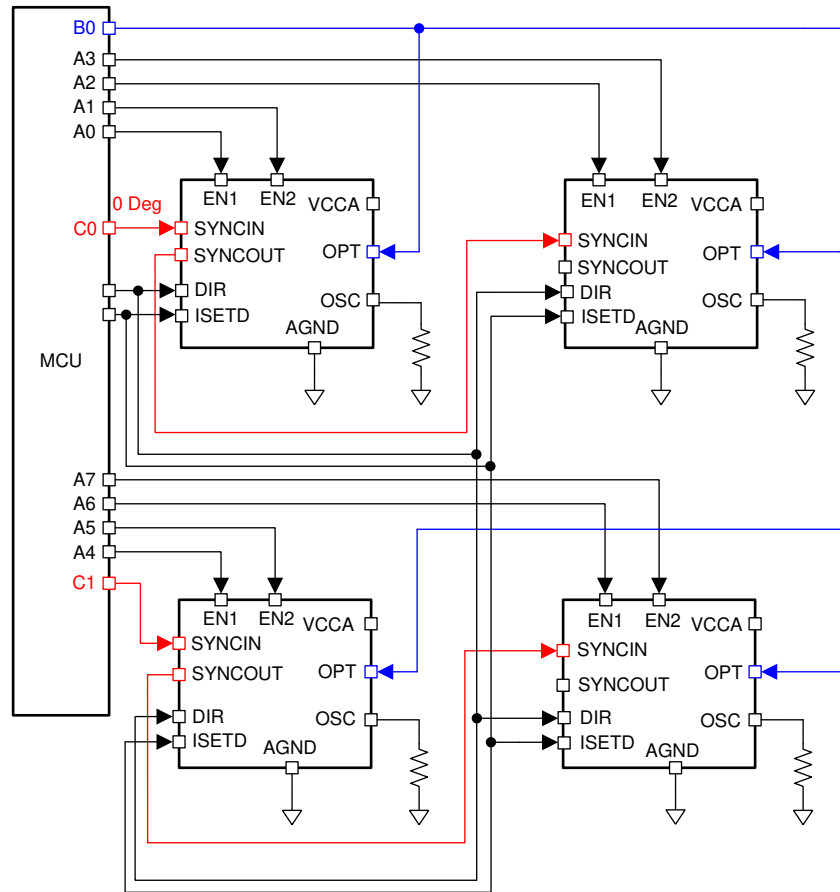 B0
A3
A2
A1
A0
EN1 EN2
VCCA
0 Deg
C0
SYNCIN
SYNCOUT
OPT
DIR
OSC
ISETD
AGND
EN1 EN2
VCCA
SYNCIN
SYNCOUT
OPT
DIR
OSC
ISETD
AGND
MCU
A7
A6
A5
A4
C1
EN1 EN2
VCCA
SYNCIN
SYNCOUT
OPT
DIR
OSC
ISETD
AGND
EN1 EN2
VCCA
SYNCIN
SYNCOUT
OPT
DIR
OSC
ISETD
AGND